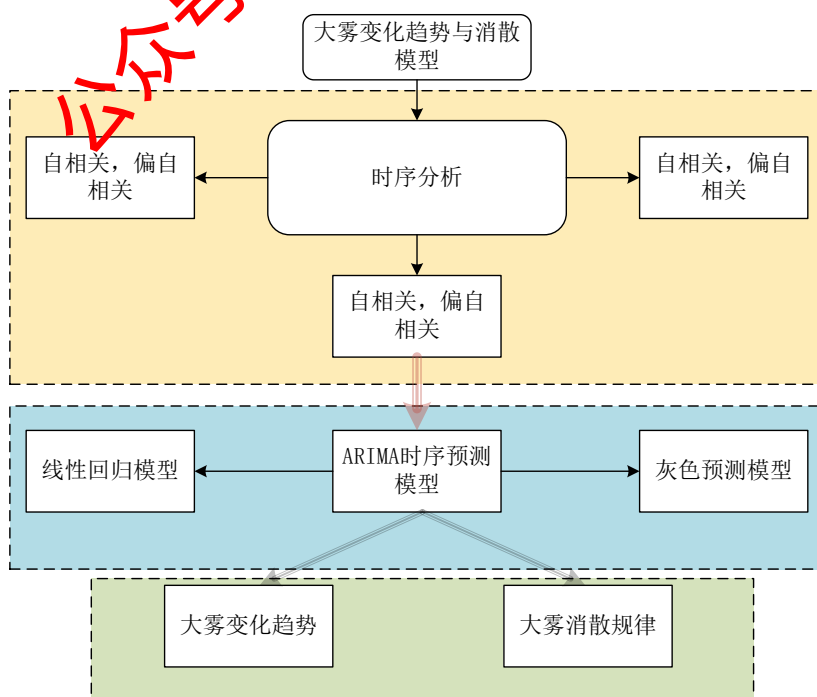 公众号
大雾变化趋势与消散
模型
自相关，偏自
相关
时序分析
自相关，偏自
相关
自相关，偏自
相关
线性回归模型
ARIMA时序预测
模型
灰色预测模型
大雾变化趋势
大雾消散规律